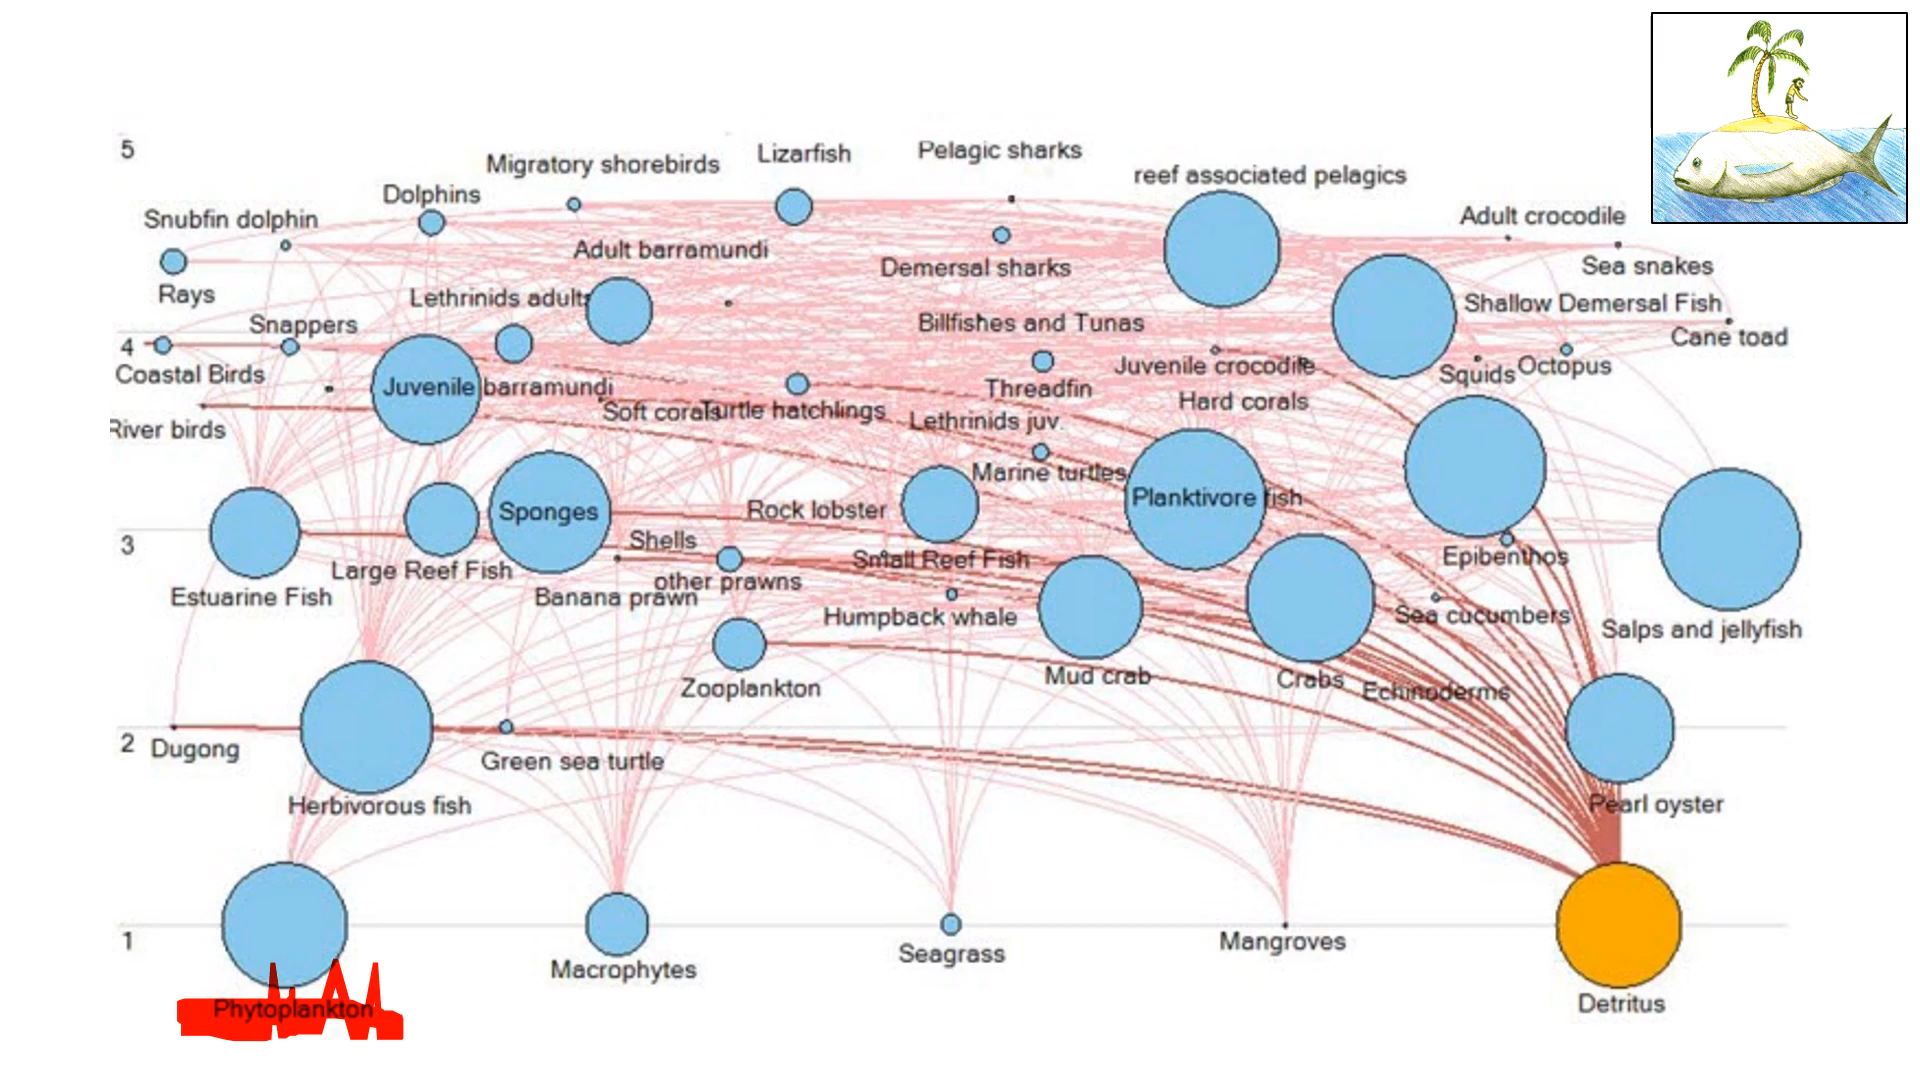 5
Migratory shorebirds
Lizarfish
Pelagic sharks
reef associated pelagics
Dolphins
Snubfin dolphin
Adult crocodile
Adult barramundi
Demersal sharks
Sea snakes
Rays
Lethrinids adults
Shallow Demersal Fish
Snappers
Billfishes and Tunas
Cane toad
4
Coastal Birds
Juvenile barramundi
Threadfin
Juvenile crocodile
Squids
Octopus
Soft corals
Turtle hatchlings
Hard corals
River birds
Lethrinids juv.
Marine turtles
Sponges
Rock lobster
Planktivore fish
3
Shells
Large Reef Fish
Small Reef Fish
Epibenthos
other prawns
Estuarine Fish
Banana prawn
Humpback whale
Sea cucumbers
Salps and jellyfish
Zooplankton
Mud crab
Crabs
Echinoderms
2
Dugong
Green sea turtle
Herbivorous fish
Pearl oyster
1
Macrophytes
Seagrass
Mangroves
Phytoplankton
Detritus